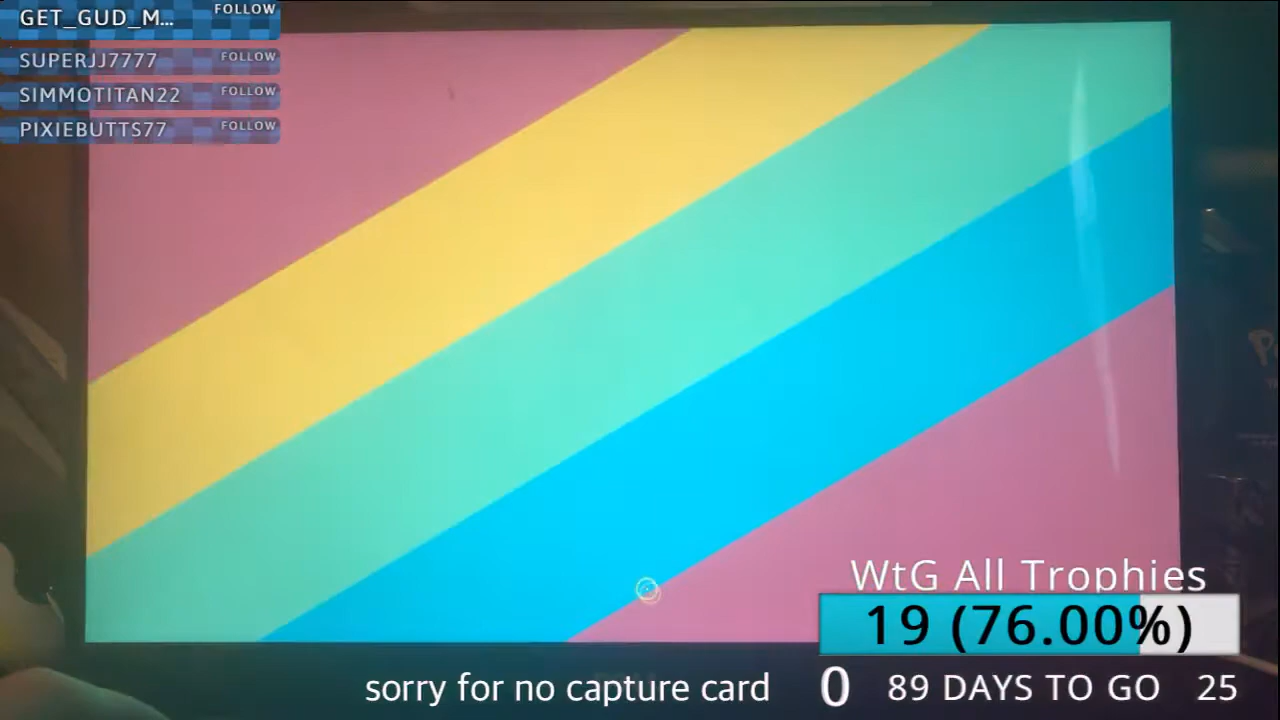 GET_GUD_M... FOLLOW
SUPERJJ7777 FOLLOW
SIMMOTITAN22 FOLLOW
PIXIEBUTTS77 FOLLOW
WtG All Trophies
19 (76.00%)
sorry for no capture card 0 89 DAYS TO GO 25